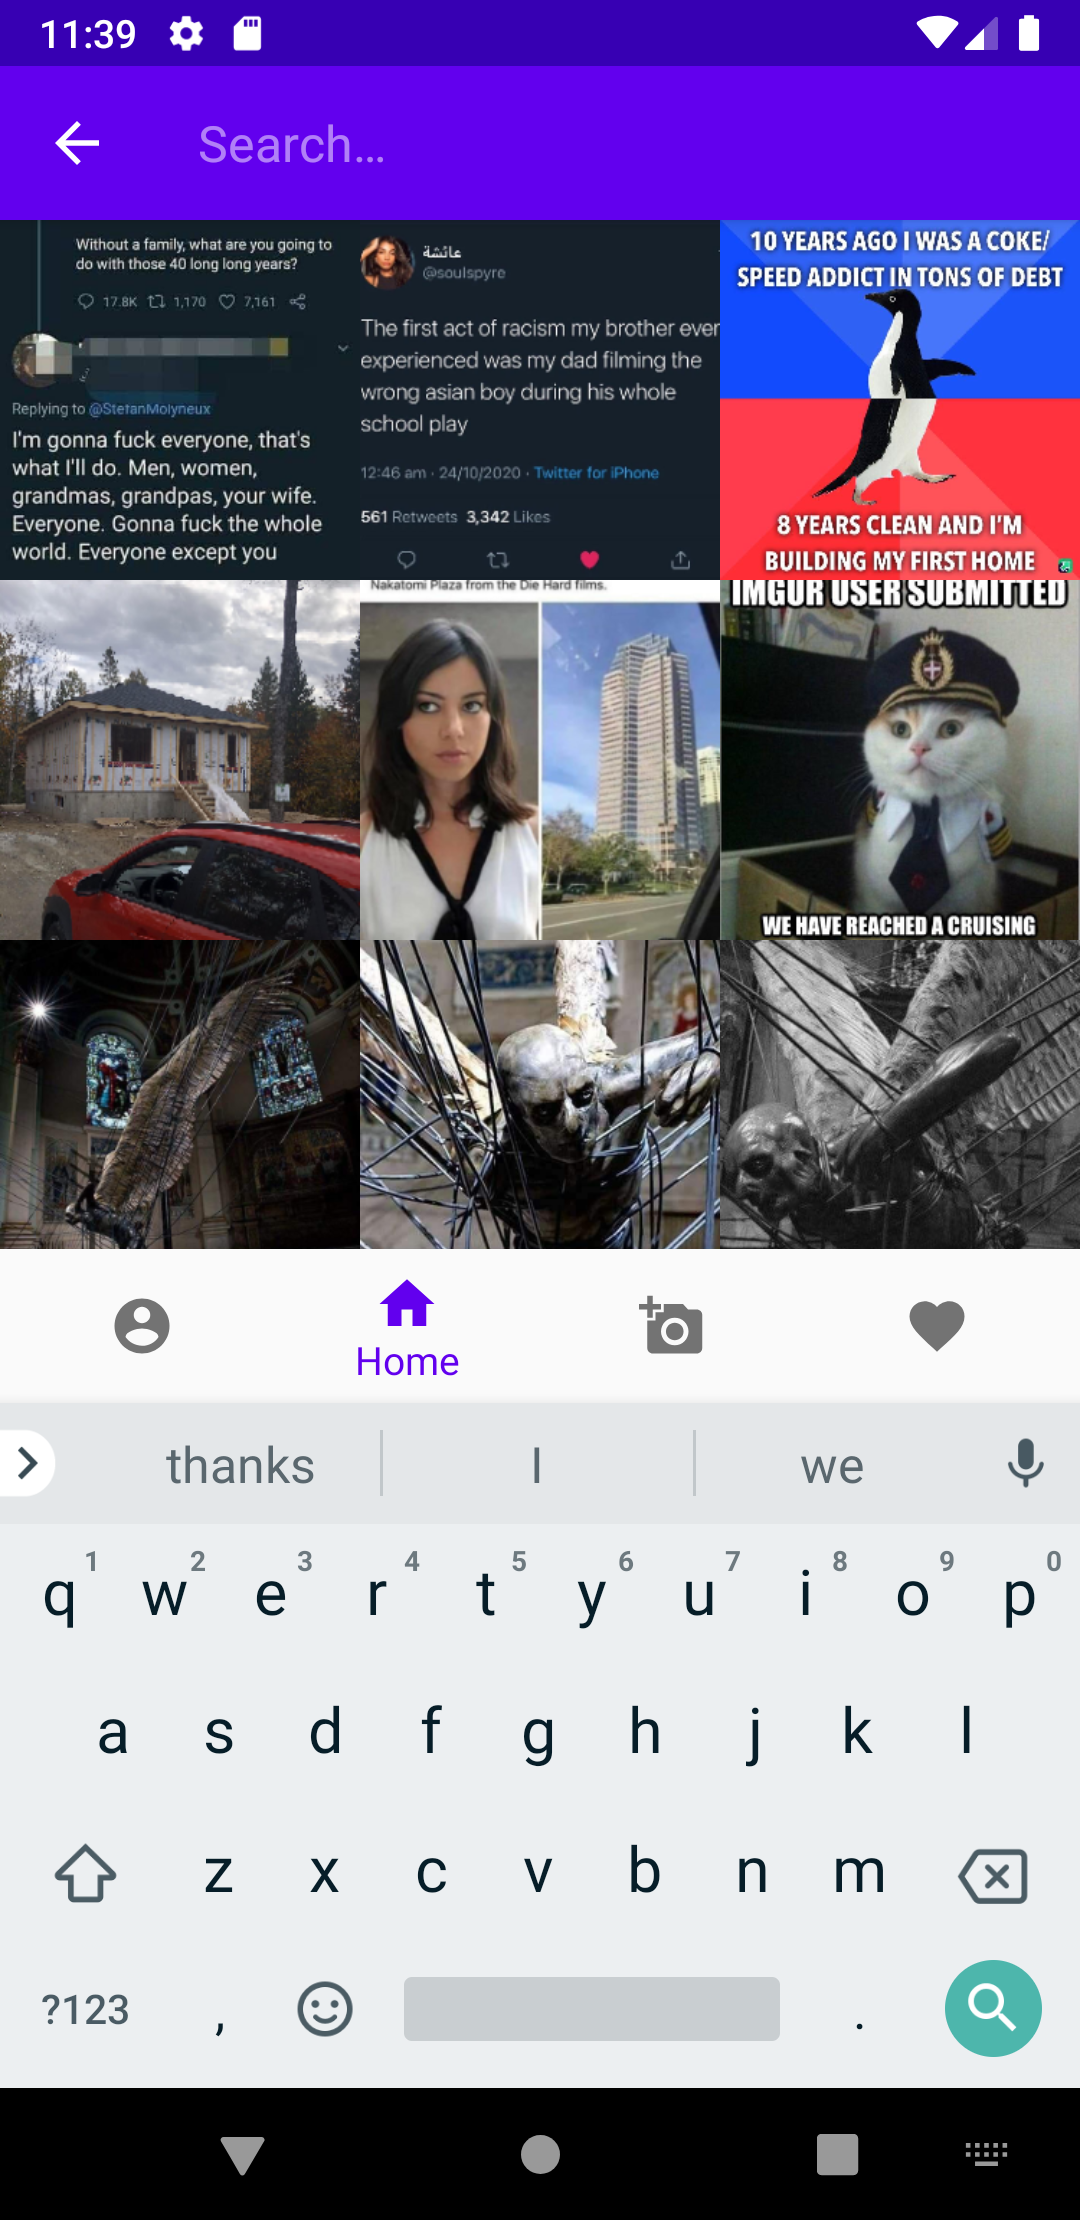 11:39
Search...
Without a family, what are you going to
do with those 40 long long years?
17.8K 1,170 7,161
Replying to @StefanMolyneux
I'm gonna fuck everyone, that's
what I'll do. Men, women,
grandmas, grandpas, your wife.
Everyone. Gonna fuck the whole
world. Everyone except you
عائشة
@soulspyre
The first act of racism my brother ever
experienced was my dad filming the
wrong asian boy during his whole
school play
12:46 am · 24/10/2020 · Twitter for iPhone
561 Retweets 3,342 Likes
10 YEARS AGO I WAS A COKE/
SPEED ADDICT IN TONS OF DEBT
8 YEARS CLEAN AND I'M
BUILDING MY FIRST HOME
Nakatomi Plaza from the Die Hard films.
IMGUR USER SUBMITTED
WE HAVE REACHED A CRUISING
Home
thanks I we
1 2 3 4 5 6 7 8 9 0
q w e r t y u i o p
a s d f g h j k l
z x c v b n m
?123 , .